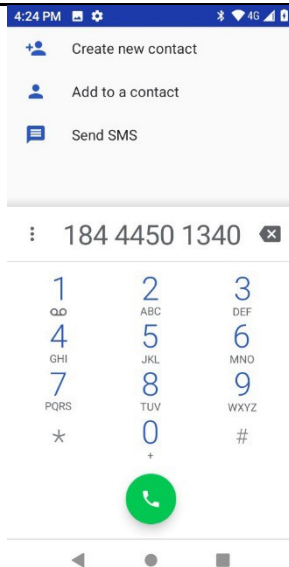 4:24 PM 4G
Create new contact
Add to a contact
Send SMS
184 4450 1340
1 2 3
ABC DEF
4 5 6
GHI JKL MNO
7 8 9
PQRS TUV WXYZ
* 0 #
+